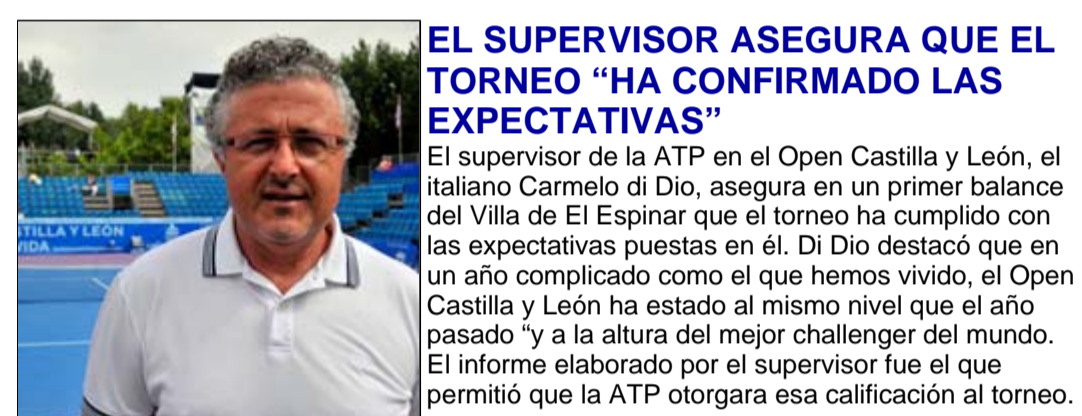 EL SUPERVISOR ASEGURA QUE EL
TORNEO “HA CONFIRMADO LAS
EXPECTATIVAS”
El supervisor de la ATP en el Open Castilla y León, el
italiano Carmelo di Dio, asegura en un primer balance
del Villa de El Espinar que el torneo ha cumplido con
las expectativas puestas en él. Di Dio destacó que en
un año complicado como el que hemos vivido, el Open
Castilla y León ha estado al mismo nivel que el año
pasado “y a la altura del mejor challenger del mundo.
El informe elaborado por el supervisor fue el que
permitió que la ATP otorgara esa calificación al torneo.
TILLA Y LEÓN
VIDA